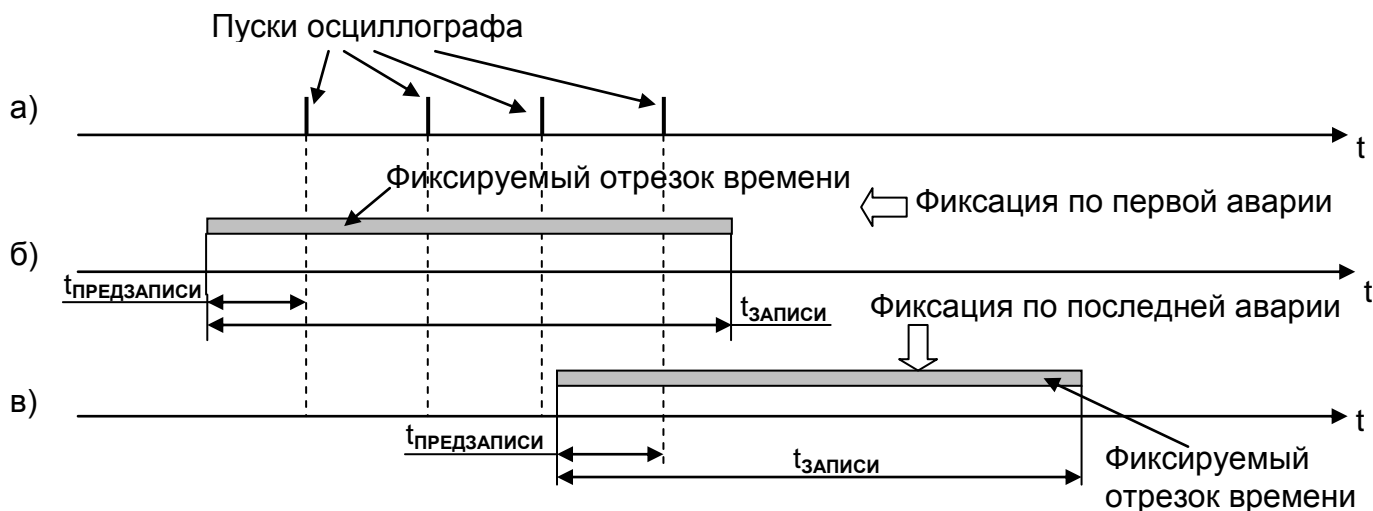 Пуски осциллографа
а)
t
Фиксируемый отрезок времени
Фиксация по первой аварии
б)
t
tПРЕДЗАПИСИ
tЗАПИСИ
Фиксация по последней аварии
в)
t
tПРЕДЗАПИСИ
tЗАПИСИ
Фиксируемый
отрезок времени